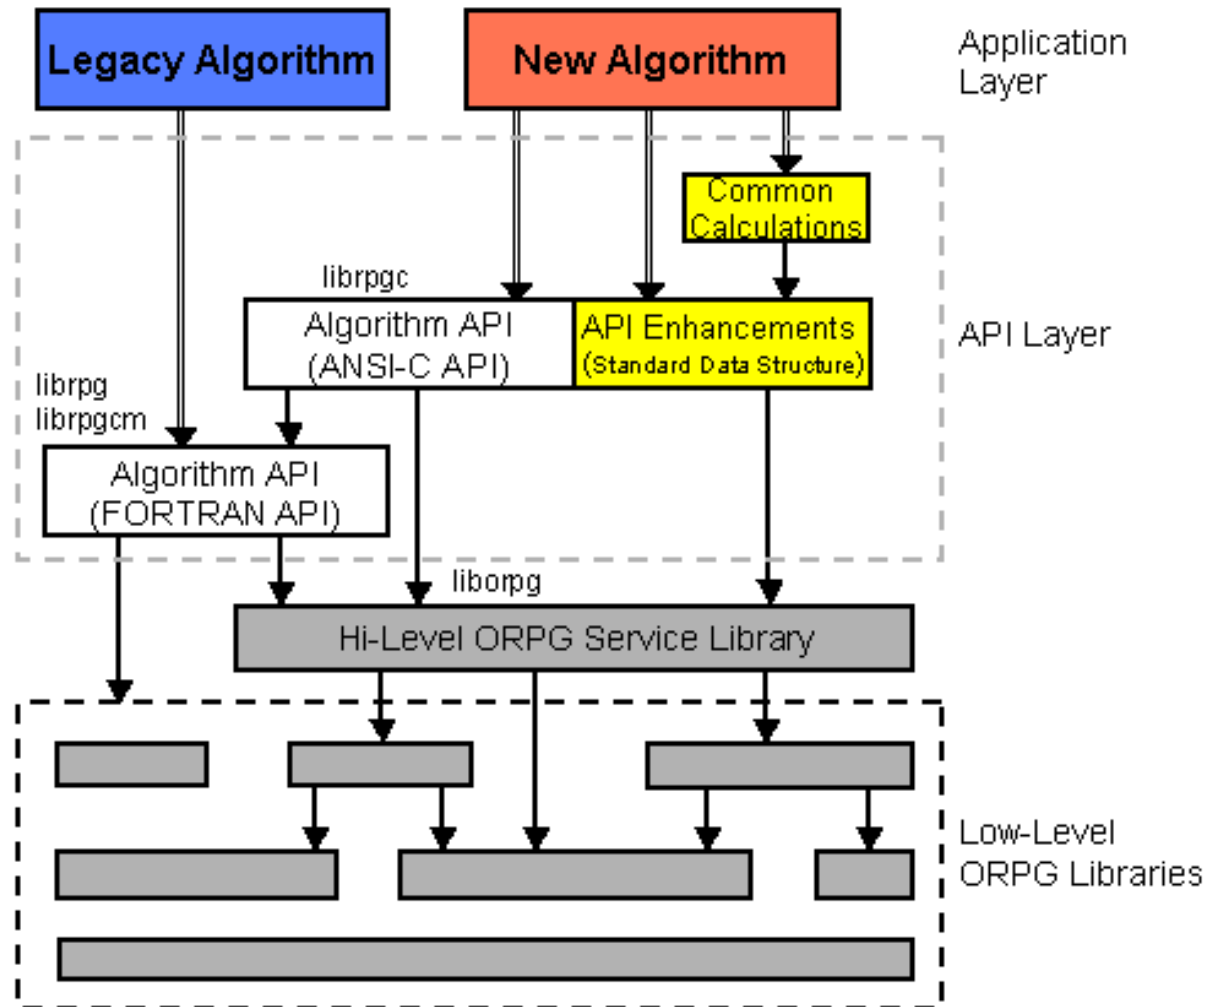 Legacy Algorithm
New Algorithm
Application
Layer
Common
Calculations
librpgc
Algorithm API
(ANSI-C API)
API Enhancements
(Standard Data Structure)
API Layer
librpg
librpgcm
Algorithm API
(FORTRAN API)
liborpg
Hi-Level ORPG Service Library
Low-Level
ORPG Libraries